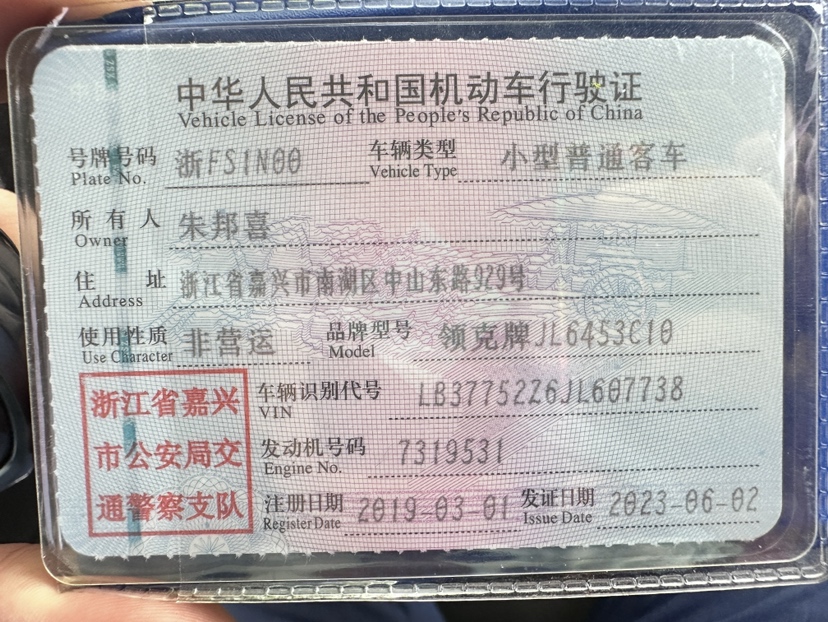 中华人民共和国机动车行驶证
Vehicle License of the People's Republic of China
号牌号码 浙FS1N00 车辆类型 小型普通客车
Plate No. Vehicle Type
所有人 朱邦喜
Owner
住址 浙江省嘉兴市南湖区中山东路929号
Address
使用性质 非营运 品牌型号 领克牌JL6453C10
Use Character Model
浙江省嘉兴
市公安局交
通警察支队
车辆识别代号 LB37752Z6JL607738
VIN
发动机号码 7319531
Engine No.
注册日期 2019-03-01 发证日期 2023-06-02
Register Date Issue Date